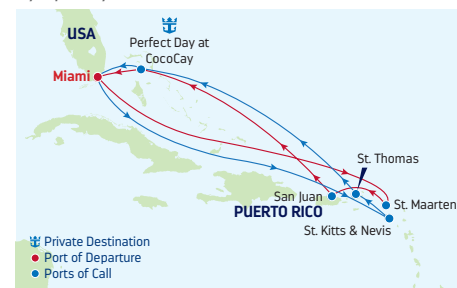 USA
Perfect Day at
CocoCay
Miami
St. Thomas
San Juan
St. Maarten
PUERTO RICO
St. Kitts & Nevis
Private Destination
Port of Departure
Ports of Call